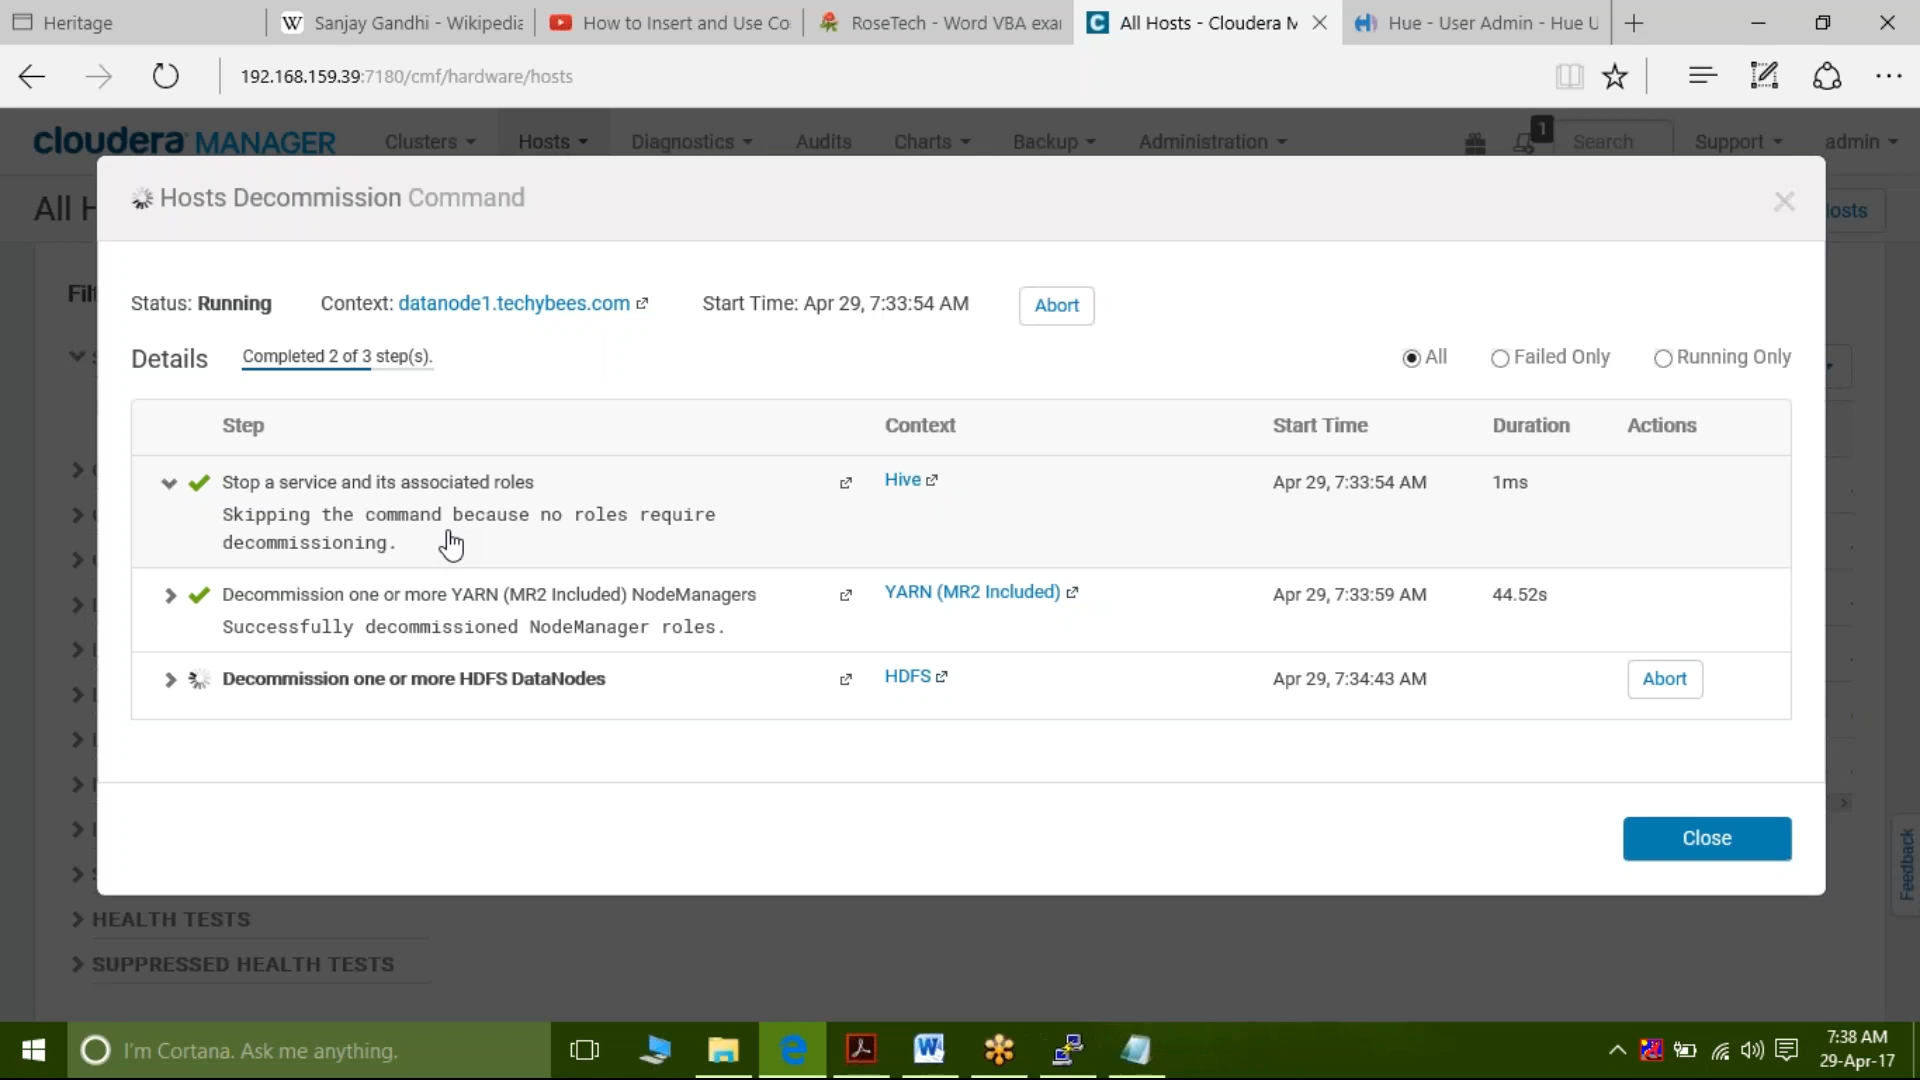 Heritage
W Sanjay Gandhi - Wikipedia
How to Insert and Use Co
RoseTech - Word VBA exar
C All Hosts - Cloudera M
Hue - User Admin - Hue U
192.168.159.39:7180/cmf/hardware/hosts
cloudera MANAGER
Clusters
Hosts
Diagnostics
Audits
Charts
Backup
Administration
1
Search
Support
admin
All H
osts
Hosts Decommission Command
Filt
Status: Running
Context: datanode1.techybees.com
Start Time: Apr 29, 7:33:54 AM
Abort
Details
Completed 2 of 3 step(s).
All
Failed Only
Running Only
Step
Context
Start Time
Duration
Actions
Stop a service and its associated roles
Hive
Apr 29, 7:33:54 AM
1ms
Skipping the command because no roles require
decommissioning.
Decommission one or more YARN (MR2 Included) NodeManagers
YARN (MR2 Included)
Apr 29, 7:33:59 AM
44.52s
Successfully decommissioned NodeManager roles.
Decommission one or more HDFS DataNodes
HDFS
Apr 29, 7:34:43 AM
Abort
Close
Feedback
HEALTH TESTS
SUPPRESSED HEALTH TESTS
I'm Cortana. Ask me anything.
7:38 AM
29-Apr-17